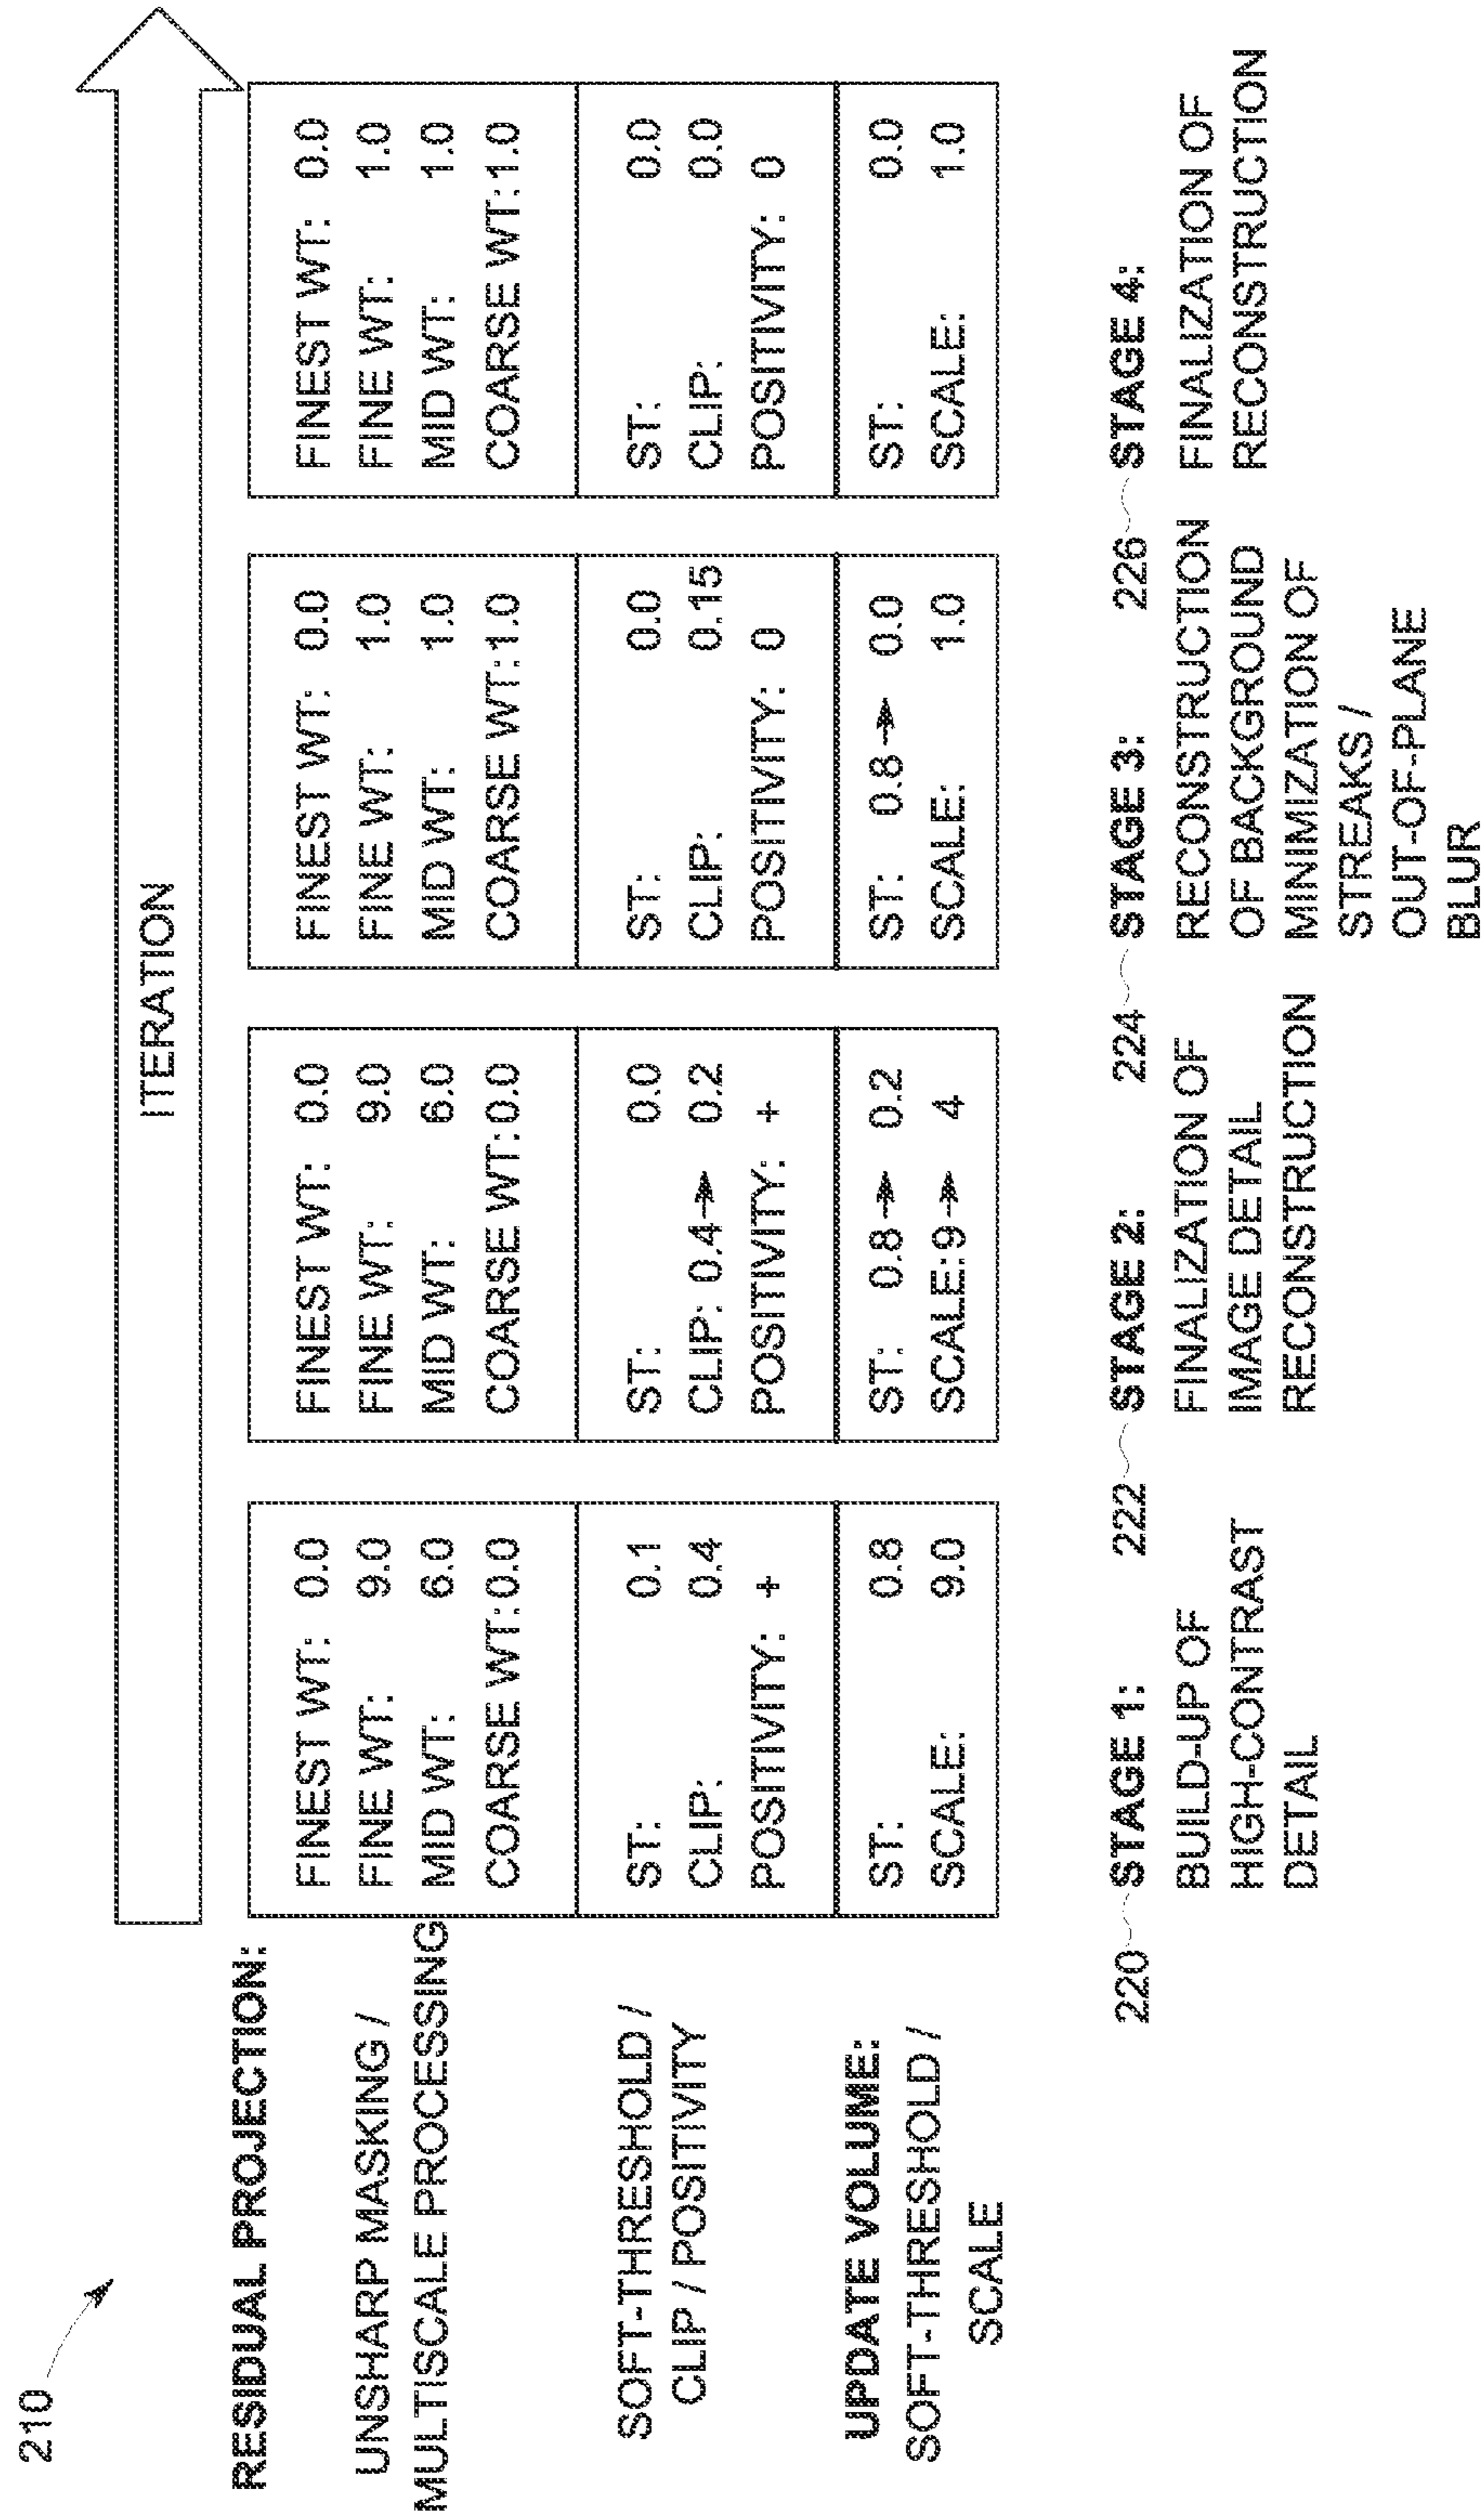 210
ITERATION
RESIDUAL PROJECTION:
UNSHARP MASKING /
MULTISCALE PROCESSING
SOFT-THRESHOLD /
CLIP / POSITIVITY
UPDATE VOLUME:
SOFT-THRESHOLD /
SCALE
FINEST WT: 0.0
FINE WT: 9.0
MID WT: 6.0
COARSE WT: 0.0
ST: 0.1
CLIP: 0.4
POSITIVITY: +
ST: 0.8
SCALE: 9.0
220 STAGE 1:
BUILD-UP OF
HIGH-CONTRAST
DETAIL
FINEST WT: 0.0
FINE WT: 9.0
MID WT: 6.0
COARSE WT: 0.0
ST: 0.0
CLIP: 0.4 → 0.2
POSITIVITY: +
ST: 0.8 → 0.2
SCALE: 9 → 4
222 STAGE 2:
FINALIZATION OF
IMAGE DETAIL
RECONSTRUCTION
FINEST WT: 0.0
FINE WT: 1.0
MID WT: 1.0
COARSE WT: 1.0
ST: 0.0
CLIP: 0.15
POSITIVITY: 0
ST: 0.8 → 0.0
SCALE: 1.0
224 STAGE 3:
RECONSTRUCTION
OF BACKGROUND
MINIMIZATION OF
STREAKS /
OUT-OF-PLANE
BLUR
FINEST WT: 0.0
FINE WT: 1.0
MID WT: 1.0
COARSE WT: 1.0
ST: 0.0
CLIP: 0.0
POSITIVITY: 0
ST: 0.0
SCALE: 1.0
226 STAGE 4:
FINALIZATION OF
RECONSTRUCTION